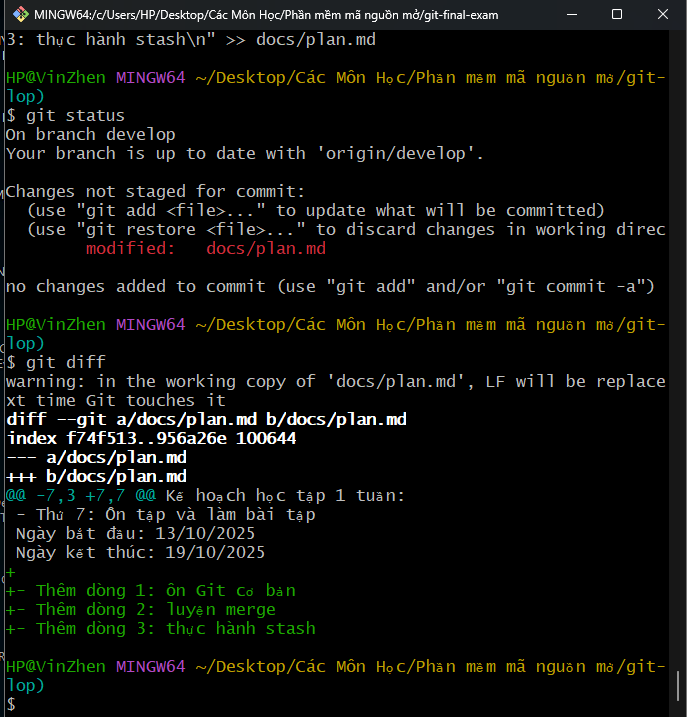 MINGW64:/c/Users/HP/Desktop/Các Môn Học/Phần mềm mã nguồn mở/git-final-exam
3: thực hành stash\n" >> docs/plan.md
HP@VinZhen MINGW64 ~/Desktop/Các Môn Học/Phần mềm mã nguồn mở/git-
lop)
$ git status
On branch develop
Your branch is up to date with 'origin/develop'.
Changes not staged for commit:
(use "git add <file>..." to update what will be committed)
(use "git restore <file>..." to discard changes in working direc
modified: docs/plan.md
no changes added to commit (use "git add" and/or "git commit -a")
HP@VinZhen MINGW64 ~/Desktop/Các Môn Học/Phần mềm mã nguồn mở/git-
lop)
$ git diff
warning: in the working copy of 'docs/plan.md', LF will be replace
xt time Git touches it
diff --git a/docs/plan.md b/docs/plan.md
index f74f513..956a26e 100644
--- a/docs/plan.md
+++ b/docs/plan.md
@@ -7,3 +7,7 @@ Kế hoạch học tập 1 tuần:
- Thứ 7: Ôn tập và làm bài tập
Ngày bắt đầu: 13/10/2025
Ngày kết thúc: 19/10/2025
+
+- Thêm dòng 1: ôn Git cơ bản
+- Thêm dòng 2: luyện merge
+- Thêm dòng 3: thực hành stash
HP@VinZhen MINGW64 ~/Desktop/Các Môn Học/Phần mềm mã nguồn mở/git-
lop)
$